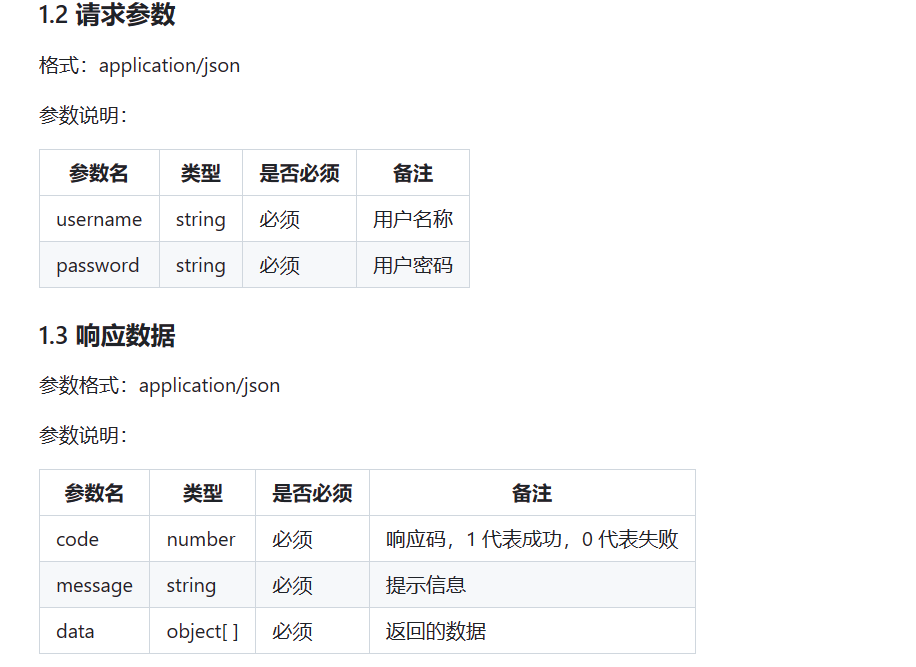 1.2 请求参数
格式：application/json
参数说明：
参数名 类型 是否必须 备注
username string 必须 用户名称
password string 必须 用户密码
1.3 响应数据
参数格式：application/json
参数说明：
参数名 类型 是否必须 备注
code number 必须 响应码，1 代表成功，0 代表失败
message string 必须 提示信息
data object[ ] 必须 返回的数据